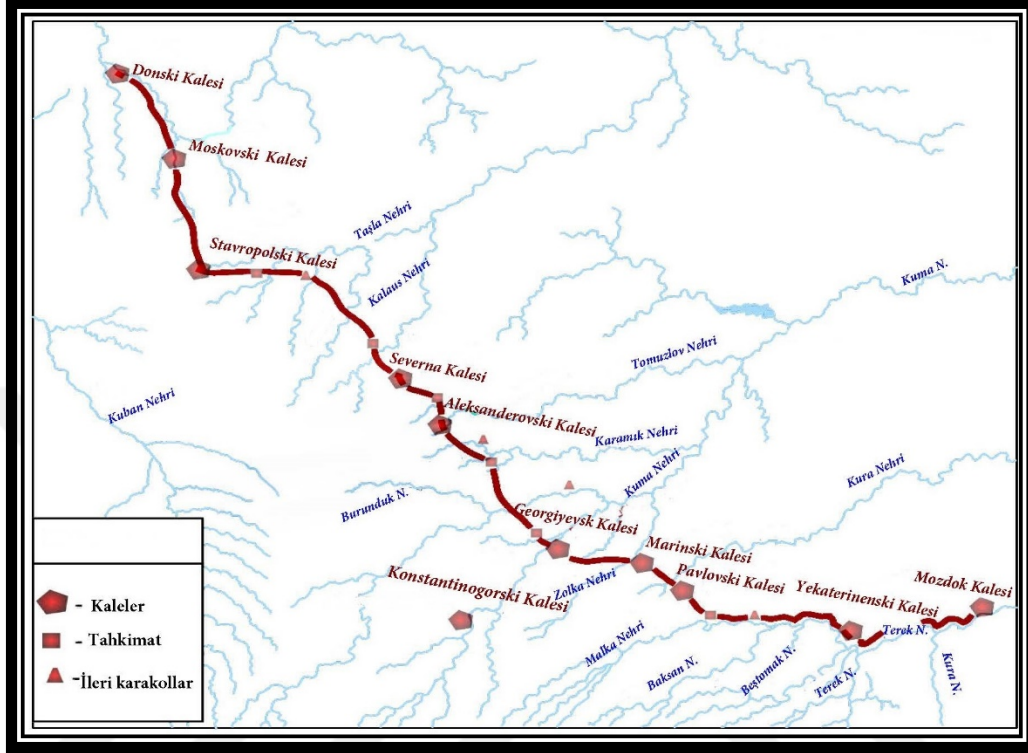 Donski Kalesi
Moskovski Kalesi
Taşla Nehri
Stavropolski Kalesi
Kalaus Nehri
Kuma N.
Severna Kalesi
Tomuzlov Nehri
Kuban Nehri
Aleksanderovski Kalesi
Karamık Nehri
Kuma Nehri
Kura Nehri
Burunduk N.
Georgiyevsk Kalesi
Marinski Kalesi
Konstantinogorski Kalesi
Zolka Nehri
Pavlovski Kalesi
Yekaterinenski Kalesi
Mozdok Kalesi
Terek N.
Malka Nehri
Baksan N.
Beştomak N.
Terek N.
Kura N.
- Kaleler
- Tahkimat
-İleri karakollar